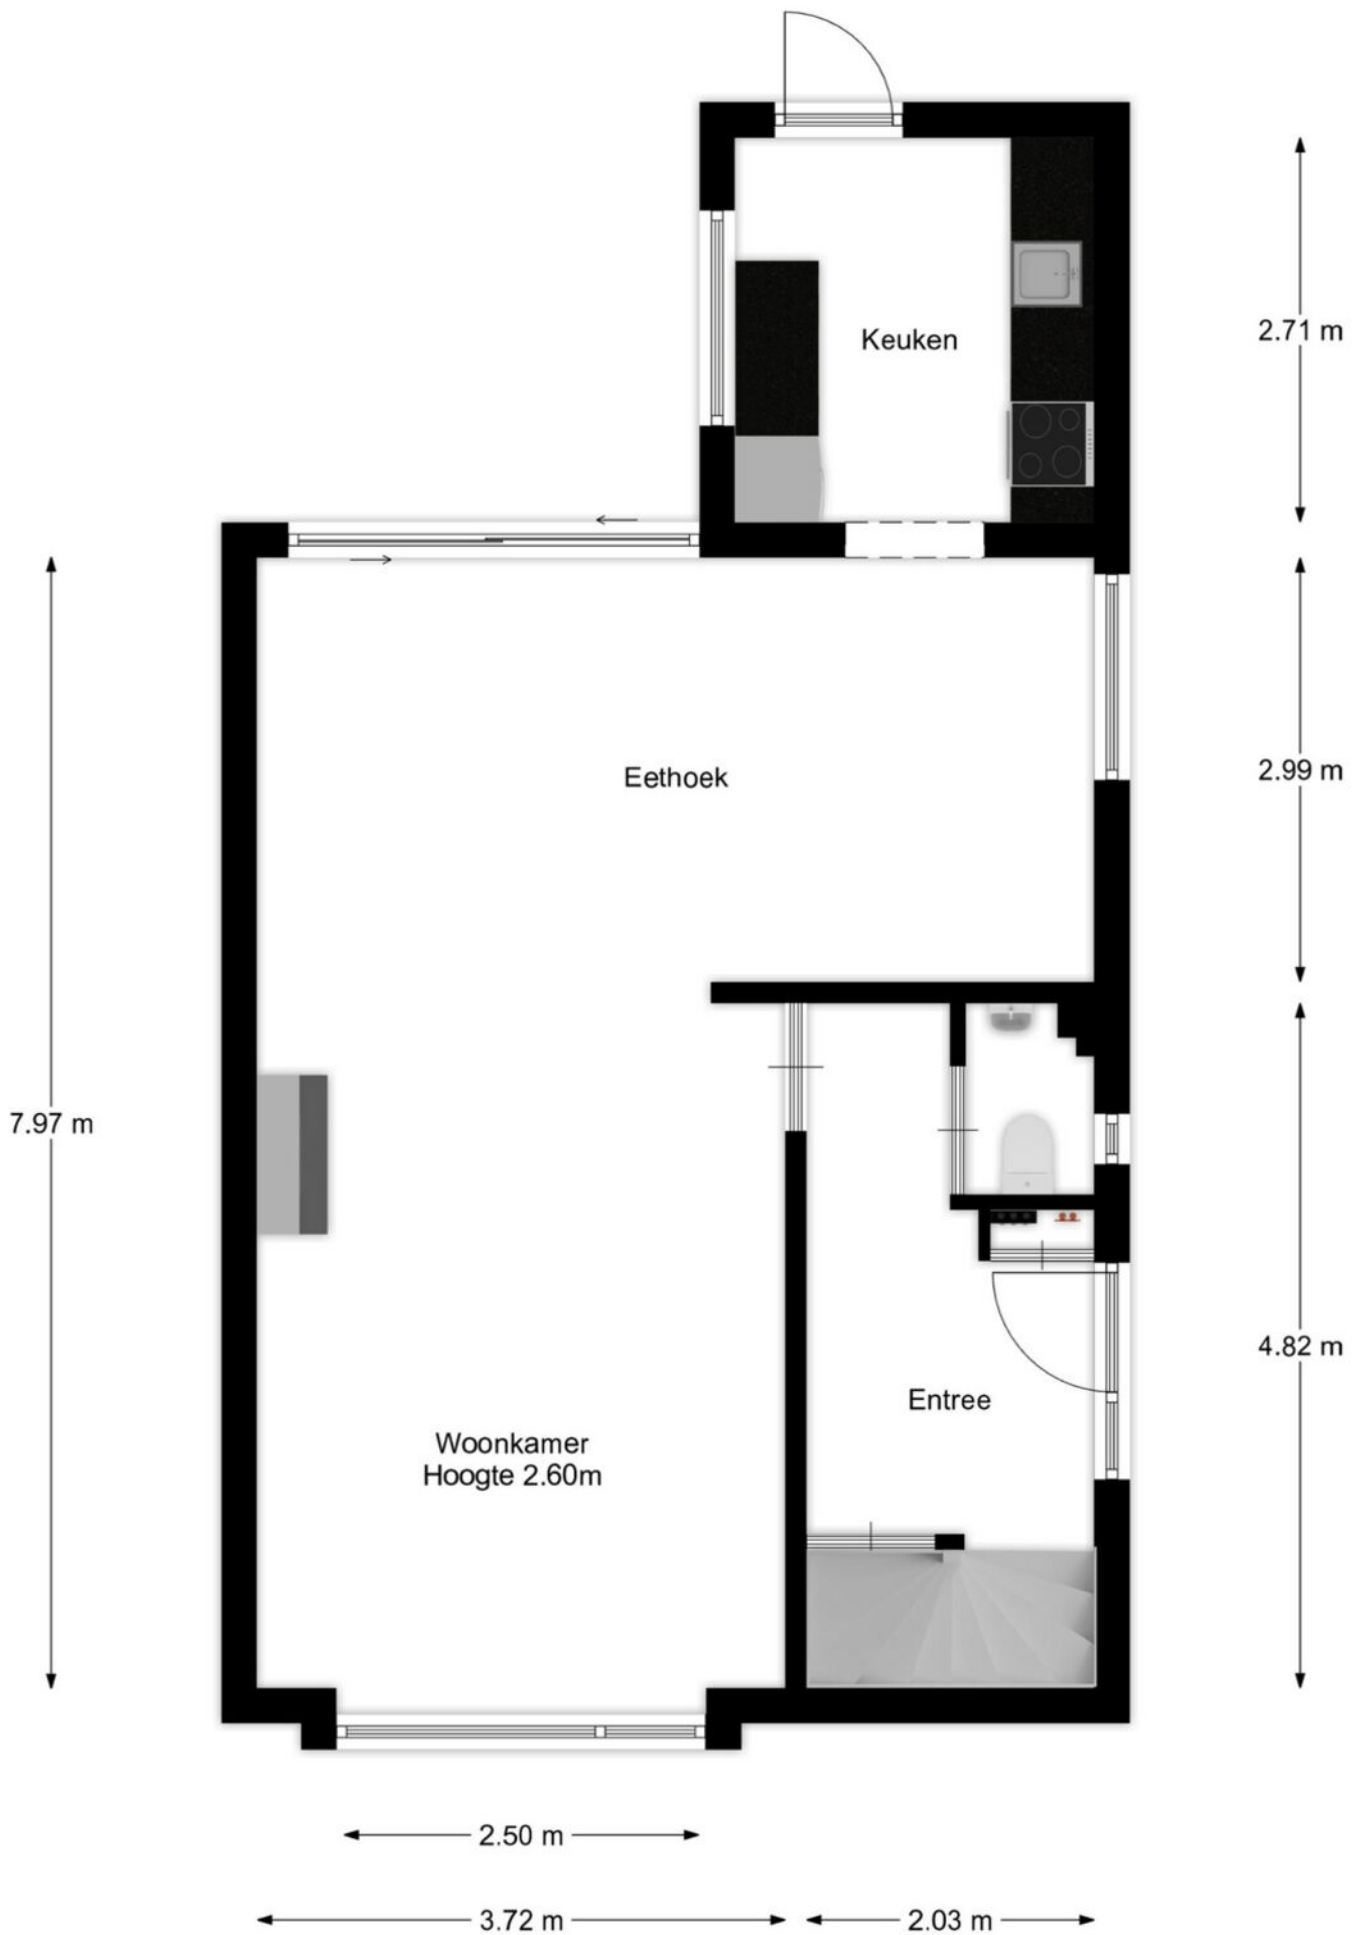 Keuken
2.71 m
Eethoek
2.99 m
7.97 m
4.82 m
Entree
Woonkamer
Hoogte 2.60m
2.50 m
3.72 m
2.03 m